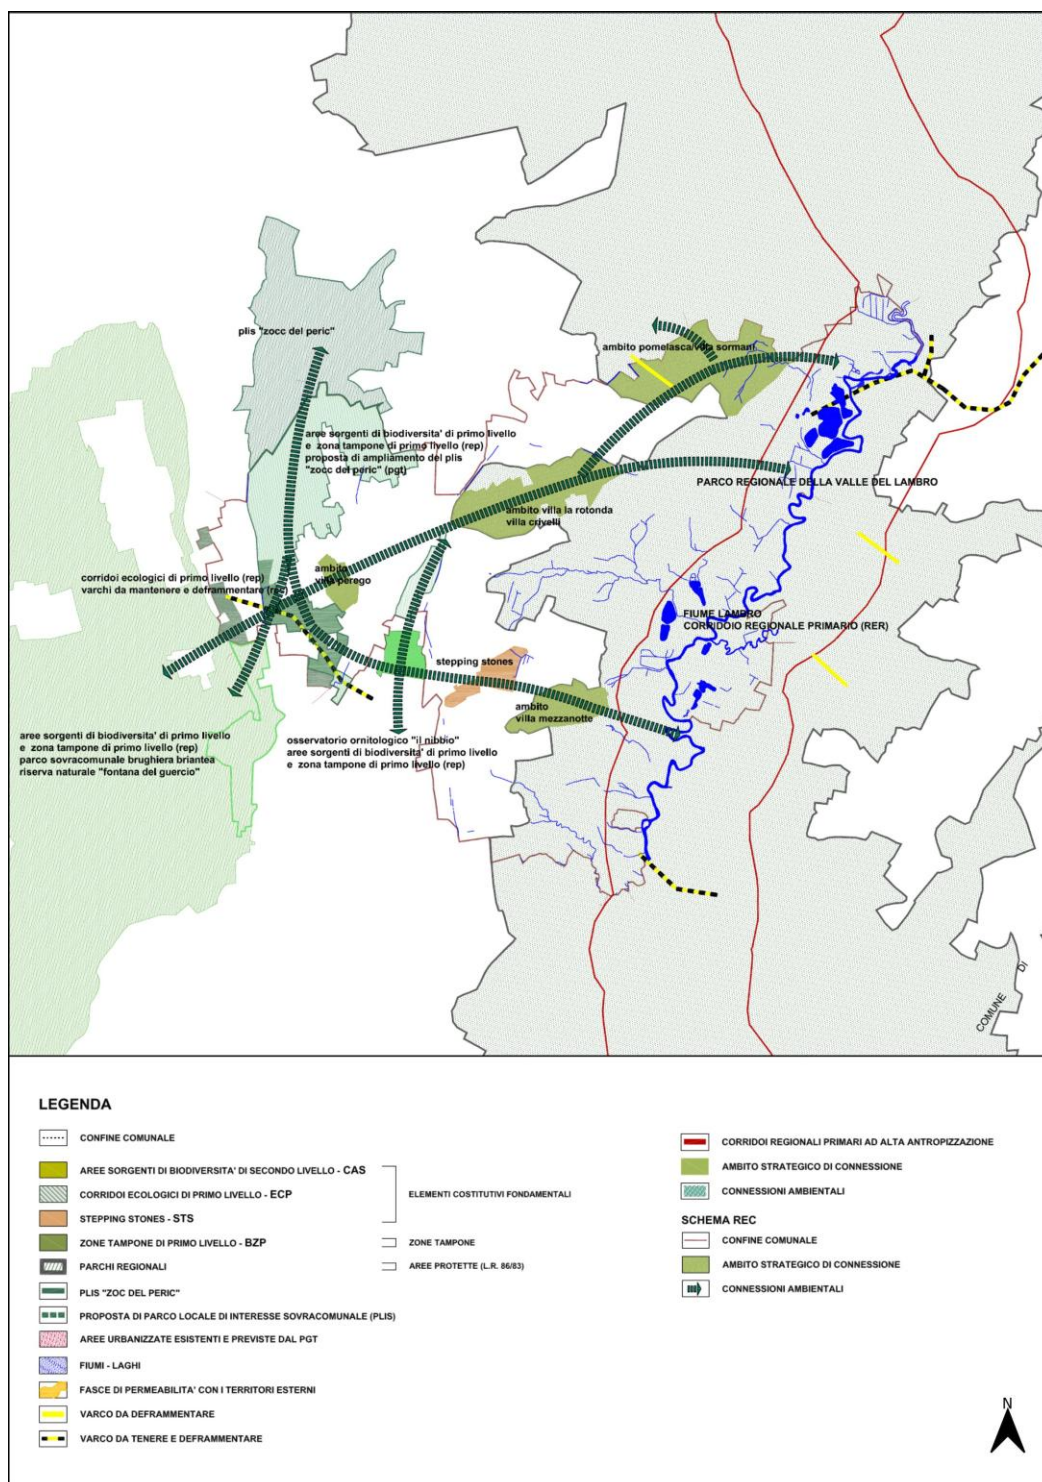 plis "zocc del peric"
ambito pomelasca/villa sormani
aree sorgenti di biodiversita' di primo livello
e zona tampone di primo livello (rep)
proposta di ampliamento del plis
"zocc del peric" (pgt)
PARCO REGIONALE DELLA VALLE DEL LAMBRO
ambito villa la rotonda
villa crivelli
ambito
villa perego
corridoi ecologici di primo livello (rep)
varchi da mantenere e deframmentare (rep)
FIUME LAMBRO
CORRIDOIO REGIONALE PRIMARIO (RER)
stepping stones
ambito
villa mezzanotte
aree sorgenti di biodiversita' di primo livello
e zona tampone di primo livello (rep)
parco sovracomunale brughiera briantea
riserva naturale "fontana del guercio"
osservatorio ornitologico "il nibbio"
aree sorgenti di biodiversita' di primo livello
e zona tampone di primo livello (rep)
COMUNE DI
LEGENDA
CONFINE COMUNALE
AREE SORGENTI DI BIODIVERSITA' DI SECONDO LIVELLO - CAS
CORRIDOI ECOLOGICI DI PRIMO LIVELLO - ECP
STEPPING STONES - STS
ZONE TAMPONE DI PRIMO LIVELLO - BZP
PARCHI REGIONALI
PLIS "ZOC DEL PERIC"
PROPOSTA DI PARCO LOCALE DI INTERESSE SOVRACOMUNALE (PLIS)
AREE URBANIZZATE ESISTENTI E PREVISTE DAL PGT
FIUMI - LAGHI
FASCE DI PERMEABILITA' CON I TERRITORI ESTERNI
VARCO DA DEFRAMMENTARE
VARCO DA TENERE E DEFRAMMENTARE
ELEMENTI COSTITUTIVI FONDAMENTALI
ZONE TAMPONE
AREE PROTETTE (L.R. 86/83)
CORRIDOI REGIONALI PRIMARI AD ALTA ANTROPIZZAZIONE
AMBITO STRATEGICO DI CONNESSIONE
CONNESSIONI AMBIENTALI
SCHEMA REC
CONFINE COMUNALE
AMBITO STRATEGICO DI CONNESSIONE
CONNESSIONI AMBIENTALI
N